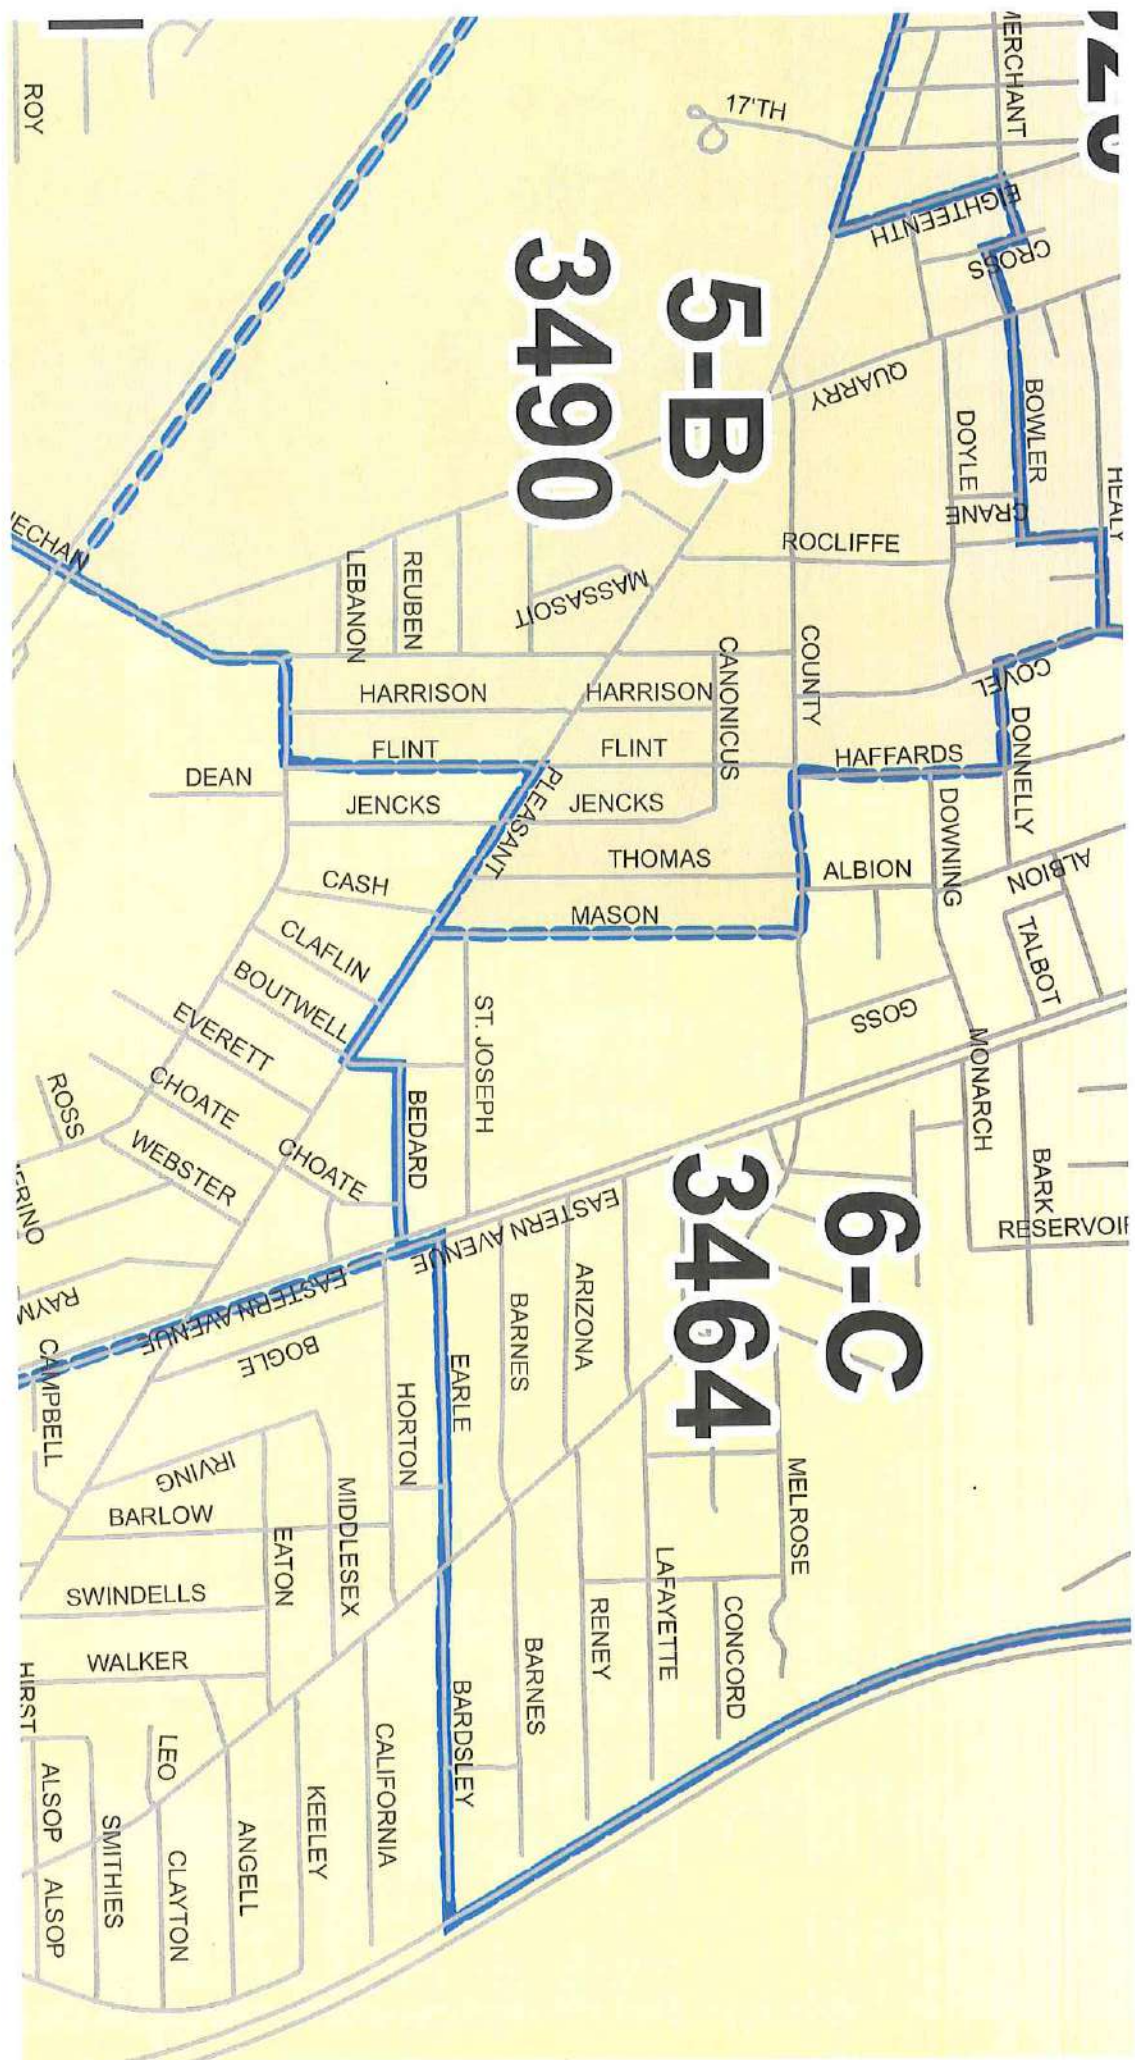 ROY
MERCHANT
17'TH
EIGHTEENTH
CROSS
5-B
3490
QUARRY
BOWLER
DOYLE
CRANE
HEALY
ROCLIFFE
LEBANON
REUBEN
MASSASOIT
CANONICUS
COUNTY
COVEL
DONNELLY
HARRISON
HARRISON
FLINT
FLINT
HAFFARDS
DEAN
JENCKS
JENCKS
PLEASANT
DOWNING
THOMAS
ALBION
ALBION
CASH
MASON
TALBOT
CLAFLIN
BOUTWELL
EVERETT
ST. JOSEPH
GOSS
MONARCH
ROSS
CHOATE
CHOATE
WEBSTER
BEDARD
BARK
6-C
3464
EASTERN AVENUE
EASTERN AVENUE
CAMPBELL
BOGLE
HORTON
EARLE
BARNES
ARIZONA
IRVING
BARLOW
MIDDLESEX
EATON
MELROSE
SWINDELLS
LAFAYETTE
CONCORD
RENEY
BARNES
WALKER
HIRST
BARDSLEY
LEO
CALIFORNIA
KEELEY
ALSOP
SMITHIES
CLAYTON
ANGELL
ALSOP